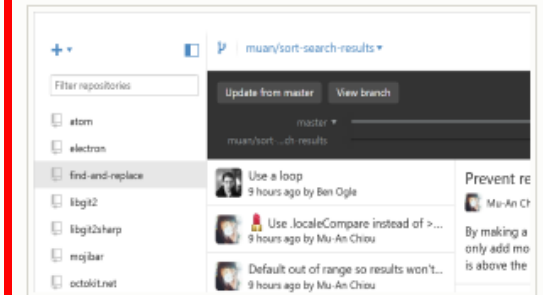 muan/sort-search-results
Filter repositories
atom
electron
find-and-replace
libgit2
libgit2sharp
mojibar
octokit.net
Update from master
View branch
master
muan/sort-...ch-results
Use a loop
9 hours ago by Ben Ogle
Use .localeCompare instead of >...
9 hours ago by Mu-An Chiou
Default out of range so results won't...
9 hours ago by Mu-An Chiou
Prevent re
Mu-An Ch
By making a
only add mo
is above the